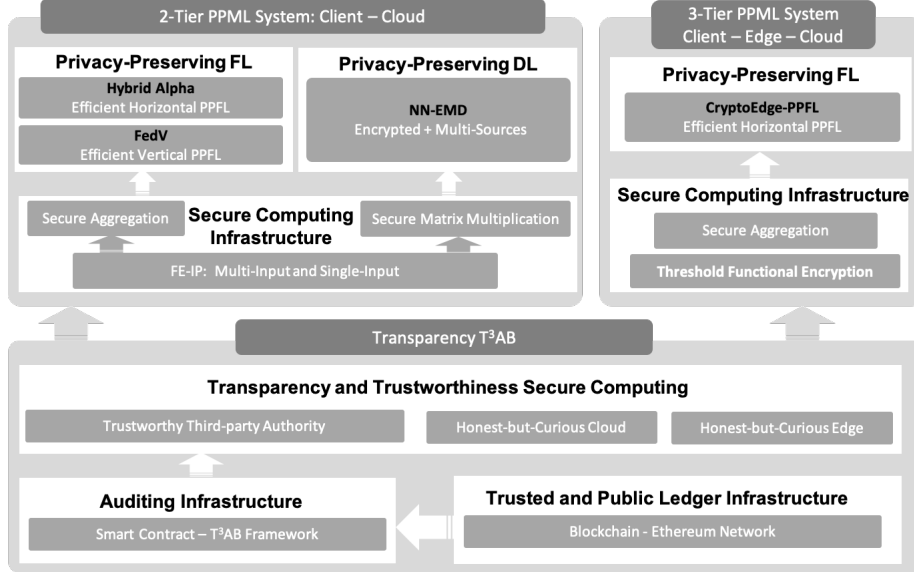 2-Tier PPML System: Client – Cloud
Privacy-Preserving FL
Hybrid Alpha
Efficient Horizontal PPFL
FedV
Efficient Vertical PPFL
Privacy-Preserving DL
NN-EMD
Encrypted + Multi-Sources
Secure Aggregation
Secure Computing
Infrastructure
Secure Matrix Multiplication
FE-IP: Multi-Input and Single-Input
3-Tier PPML System
Client – Edge – Cloud
Privacy-Preserving FL
CryptoEdge-PPFL
Efficient Horizontal PPFL
Secure Computing Infrastructure
Secure Aggregation
Threshold Functional Encryption
Transparency T³AB
Transparency and Trustworthiness Secure Computing
Trustworthy Third-party Authority
Honest-but-Curious Cloud
Honest-but-Curious Edge
Auditing Infrastructure
Smart Contract – T³AB Framework
Trusted and Public Ledger Infrastructure
Blockchain - Ethereum Network